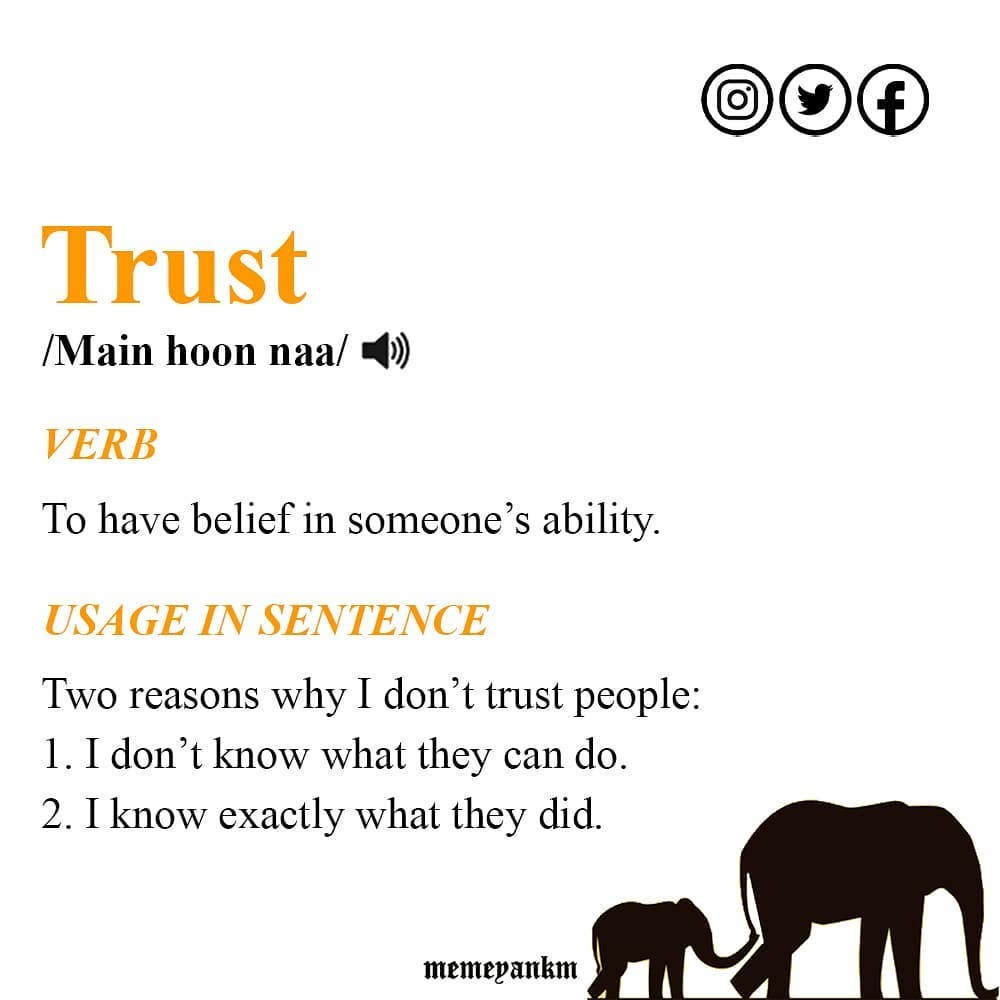 Trust
/Main hoon naa/
VERB
To have belief in someone’s ability.
USAGE IN SENTENCE
Two reasons why I don’t trust people:
1. I don’t know what they can do.
2. I know exactly what they did.
memeyankm